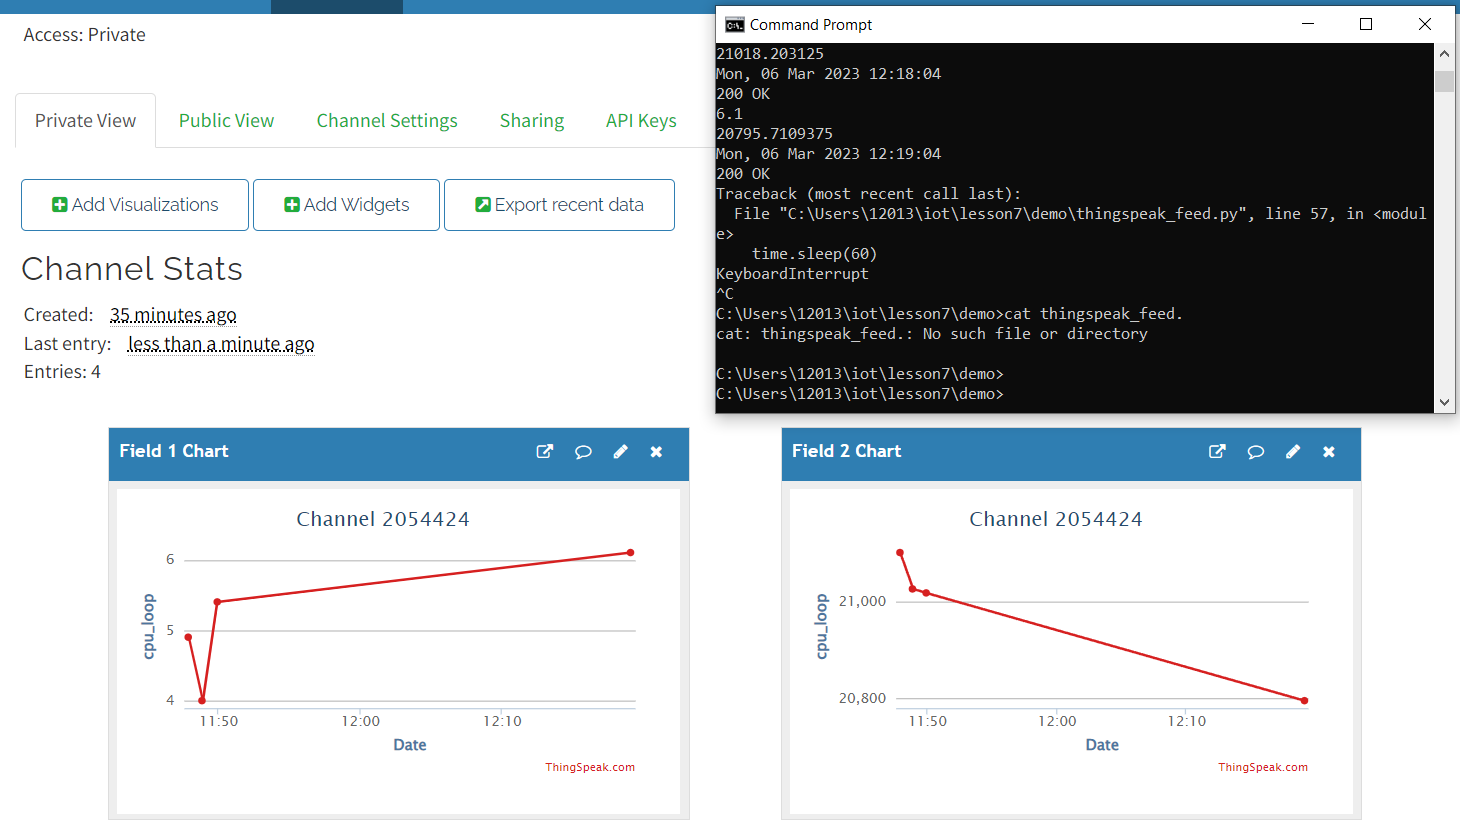 Access: Private
Private View
Public View
Channel Settings
Sharing
API Keys
Add Visualizations
Add Widgets
Export recent data
Channel Stats
Created: 35 minutes ago
Last entry: less than a minute ago
Entries: 4
Command Prompt
21018.203125
Mon, 06 Mar 2023 12:18:04
200 OK
6.1
20795.7109375
Mon, 06 Mar 2023 12:19:04
200 OK
Traceback (most recent call last):
  File "C:\Users\12013\iot\lesson7\demo\thingspeak_feed.py", line 57, in <modul
e>
    time.sleep(60)
KeyboardInterrupt
^C
C:\Users\12013\iot\lesson7\demo>cat thingspeak_feed.
cat: thingspeak_feed.: No such file or directory
C:\Users\12013\iot\lesson7\demo>
C:\Users\12013\iot\lesson7\demo>
Field 1 Chart
Channel 2054424
cpu_loop
6
5
4
11:50
12:00
12:10
Date
ThingSpeak.com
Field 2 Chart
Channel 2054424
cpu_loop
21,000
20,800
11:50
12:00
12:10
Date
ThingSpeak.com